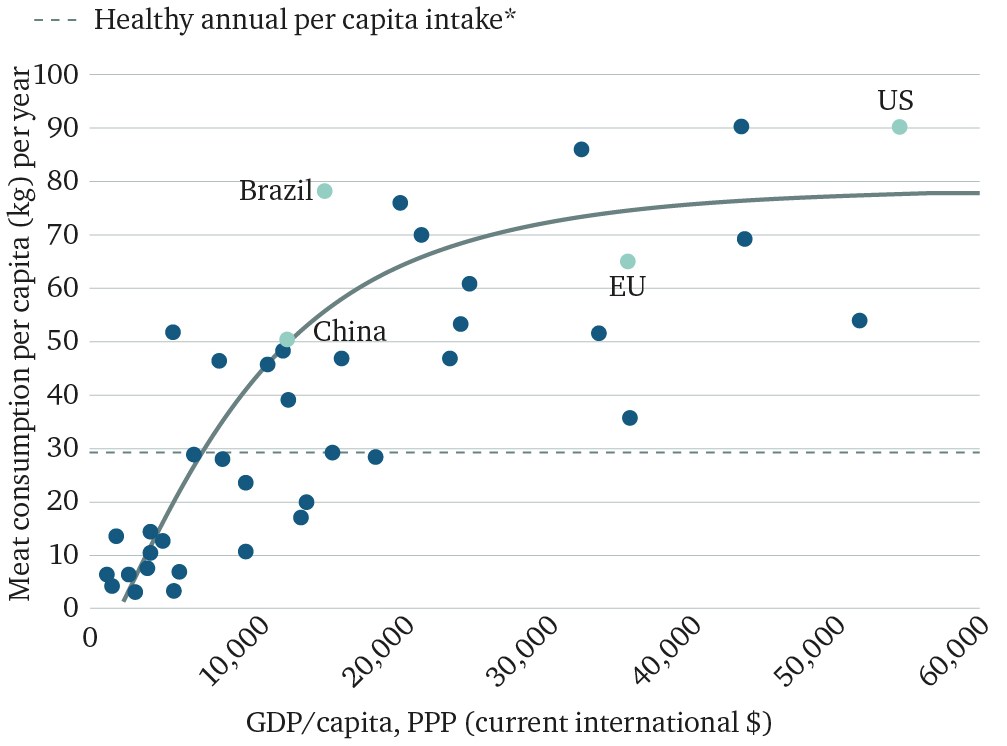 Healthy annual per capita intake*
Meat consumption per capita (kg) per year
100
90
80
70
60
50
40
30
20
10
0
US
Brazil
EU
China
0
10,000
20,000
30,000
40,000
50,000
60,000
GDP/capita, PPP (current international $)